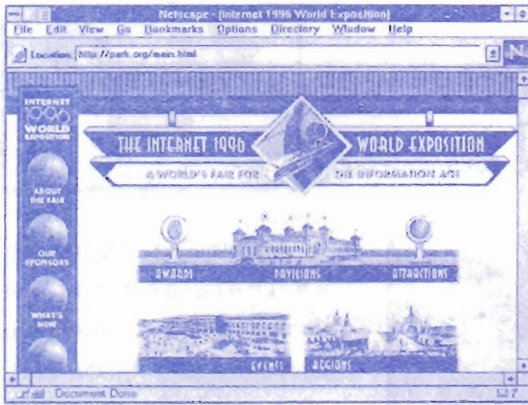 Netscape - [Internet 1996 World Exposition]
File Edit View Go Bookmarks Options Directory Window Help
Location: http://park.org/main.html
N
INTERNET
1996
WORLD
EXPOSITION
ABOUT
THE FAIR
OUR
SPONSORS
WHAT'S
NEW
THE INTERNET 1996 WORLD EXPOSITION
A WORLD'S FAIR FOR THE INFORMATION AGE
AWARDS PAVILIONS ATTRACTIONS
EVENTS REGIONS
Document: Done